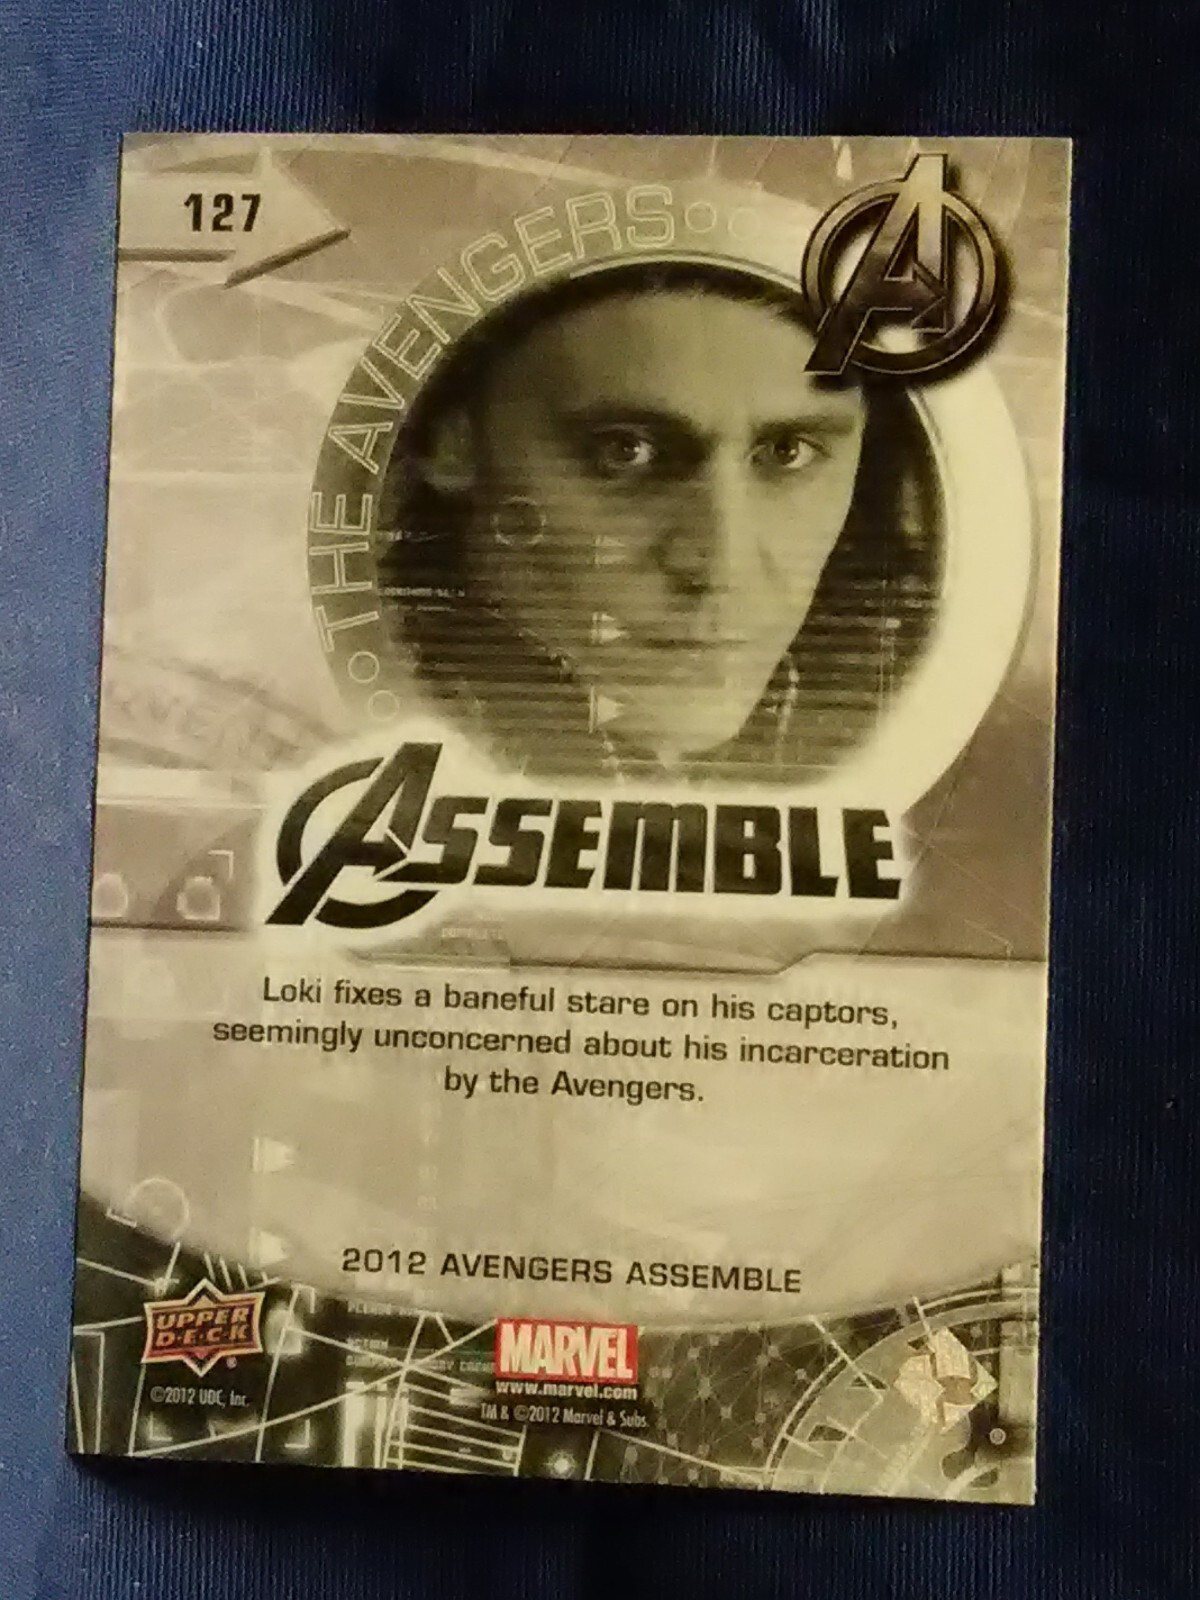 127
THE AVENGERS
ASSEMBLE
Loki fixes a baneful stare on his captors,
seemingly unconcerned about his incarceration
by the Avengers.
2012 AVENGERS ASSEMBLE
UPPER
D·E·C·K
®
©2012 UDC, Inc.
MARVEL
www.marvel.com
TM & ©2012 Marvel & Subs.
COMPLETE